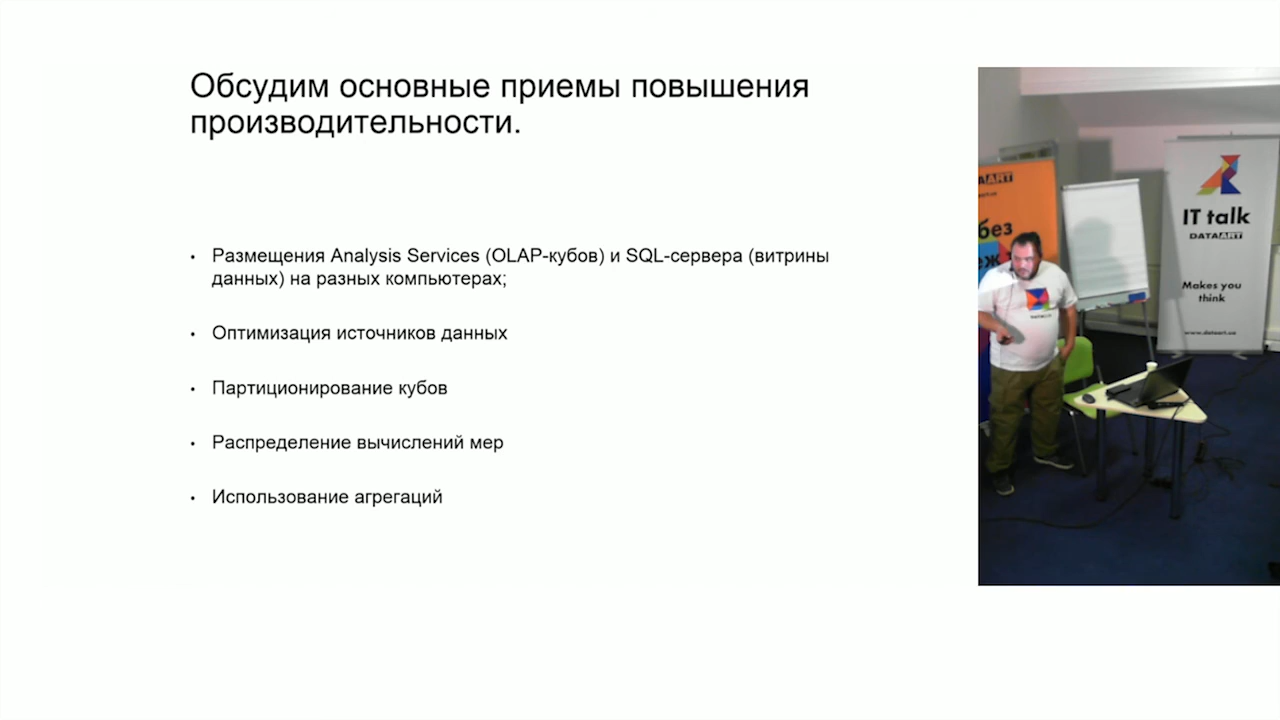 Обсудим основные приемы повышения
производительности.
• Размещения Analysis Services (OLAP-кубов) и SQL-сервера (витрины
данных) на разных компьютерах;
• Оптимизация источников данных
• Партиционирование кубов
• Распределение вычислений мер
• Использование агрегаций
без
IT talk
DATAART
Makes you
think
www.dataart.ua